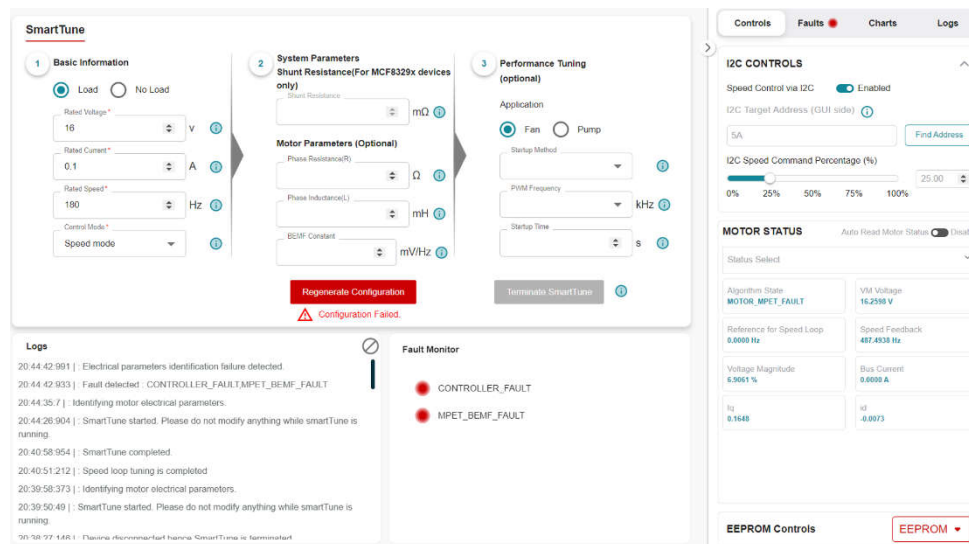 SmartTune
1
Basic Information
Load
No Load
Rated Voltage*
16
v
Rated Current*
0.1
A
Rated Speed*
180
Hz
Control Mode*
Speed mode
2
System Parameters
Shunt Resistance(For MCF8329x devices
only)
Shunt Resistance
mΩ
Motor Parameters (Optional)
Phase Resistance(R)
Ω
Phase Inductance(L)
mH
BEMF Constant
mV/Hz
Regenerate Configuration
Configuration Failed.
3
Performance Tuning
(optional)
Application
Fan
Pump
Startup Method
PWM Frequency
kHz
Startup Time
s
Terminate SmartTune
Logs
20:44:42:991 | : Electrical parameters identification failure detected.
20:44:42:933 | : Fault detected : CONTROLLER_FAULT,MPET_BEMF_FAULT
20:44:35:7 | : Identifying motor electrical parameters.
20:44:26:904 | : SmartTune started. Please do not modify anything while smartTune is
running.
20:40:58:954 | : SmartTune completed.
20:40:51:212 | : Speed loop tuning is completed
20:39:58:373 | : Identifying motor electrical parameters.
20:39:50:49 | : SmartTune started. Please do not modify anything while smartTune is
running.
20:38:27:146 | : Device disconnected hence SmartTune is terminated
Fault Monitor
CONTROLLER_FAULT
MPET_BEMF_FAULT
Controls
Faults
Charts
Logs
I2C CONTROLS
Speed Control via I2C
Enabled
I2C Target Address (GUI side)
5A
Find Address
I2C Speed Command Percentage (%)
25.00
0% 25% 50% 75% 100%
MOTOR STATUS
Auto Read Motor Status
Status Select
Algorithm State
MOTOR_MPET_FAULT
VM Voltage
16.2598 V
Reference for Speed Loop
0.0000 Hz
Speed Feedback
487.4938 Hz
Voltage Magnitude
6.9061 %
Bus Current
0.0000 A
Iq
0.1648
id
-0.0073
EEPROM Controls
EEPROM